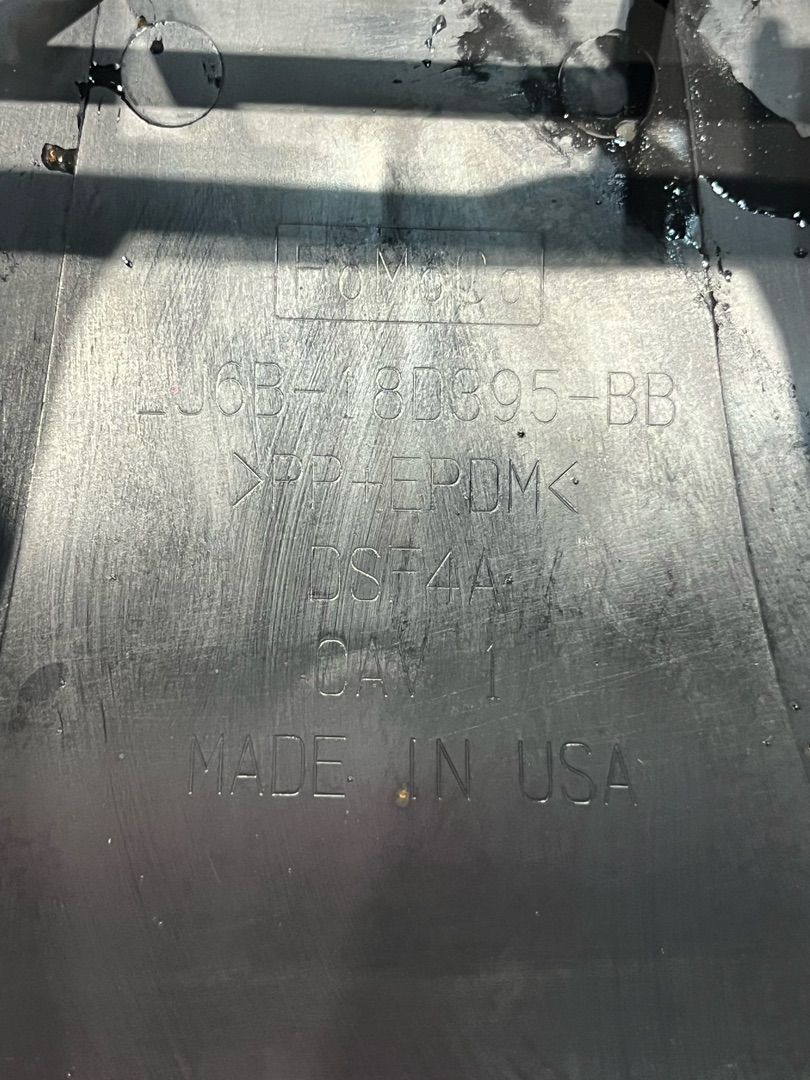 FoMoCo
LJ6B-18D395-BB
>PP+EPDM<
DSF4A
CAV 1
MADE IN USA